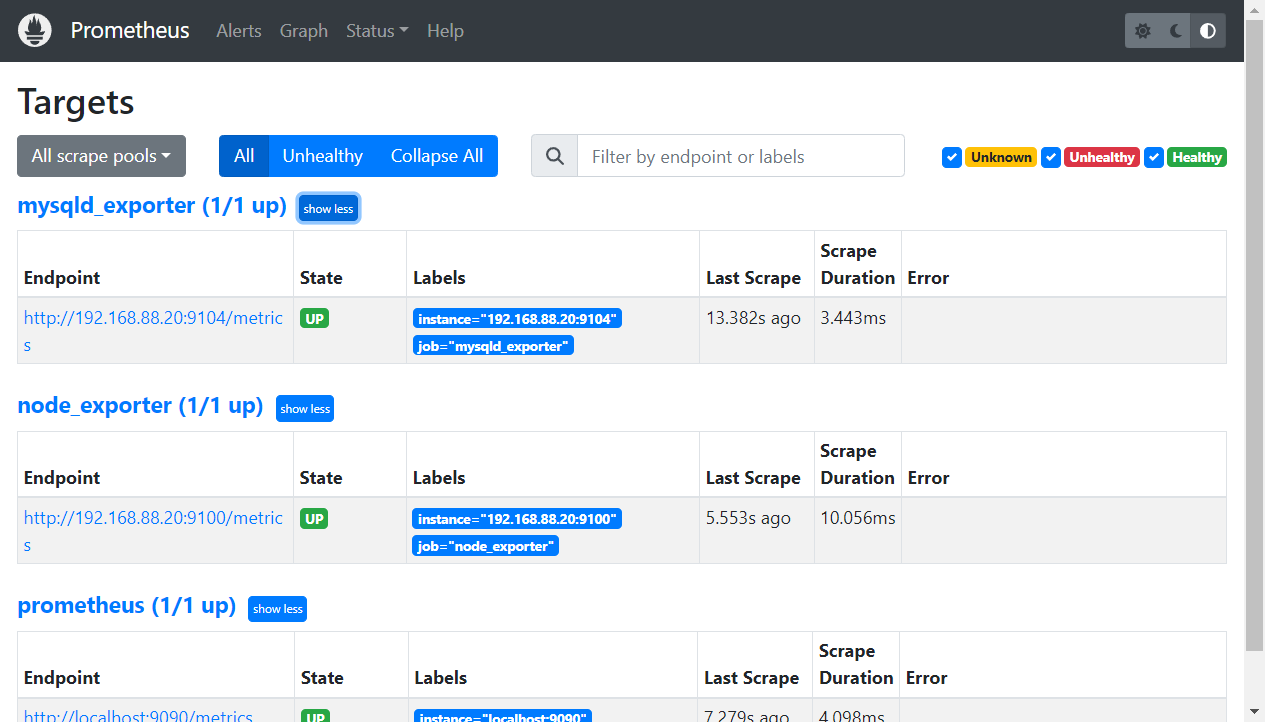 Prometheus Alerts Graph Status Help
Targets
All scrape pools All Unhealthy Collapse All Filter by endpoint or labels Unknown Unhealthy Healthy
mysqld_exporter (1/1 up) show less
Endpoint State Labels Last Scrape Scrape Duration Error
http://192.168.88.20:9104/metric UP instance="192.168.88.20:9104" 13.382s ago 3.443ms
s job="mysqld_exporter"
node_exporter (1/1 up) show less
Endpoint State Labels Last Scrape Scrape Duration Error
http://192.168.88.20:9100/metric UP instance="192.168.88.20:9100" 5.553s ago 10.056ms
s job="node_exporter"
prometheus (1/1 up) show less
Endpoint State Labels Last Scrape Scrape Duration Error
http://localhost:9090/metrics UP instance="localhost:9090" 7.279s ago 4.098ms